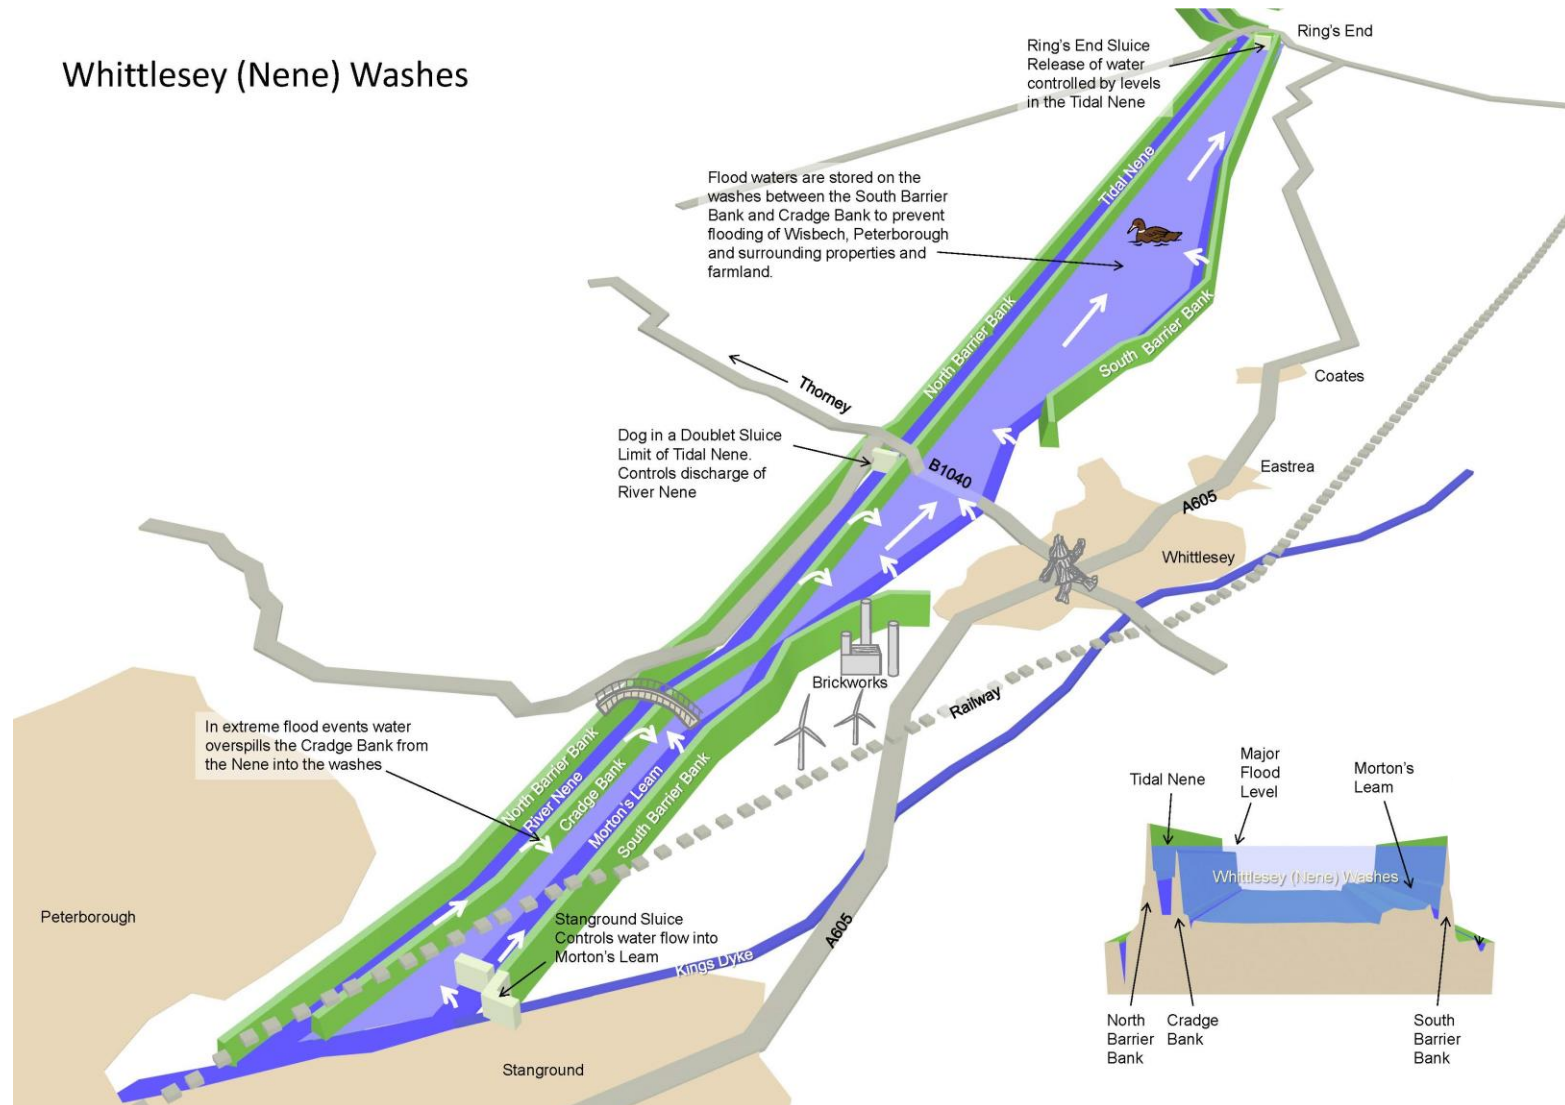 Whittlesey (Nene) Washes
Ring's End
Ring's End Sluice
Release of water
controlled by levels
in the Tidal Nene
Flood waters are stored on the
washes between the South Barrier
Bank and Cradge Bank to prevent
flooding of Wisbech, Peterborough
and surrounding properties and
farmland.
Tidal Nene
North Barrier Bank
South Barrier Bank
Thorney
Coates
Dog in a Doublet Sluice
Limit of Tidal Nene.
Controls discharge of
River Nene
B1040
Eastrea
A605
Whittlesey
Brickworks
Railway
In extreme flood events water
overspills the Cradge Bank from
the Nene into the washes
North Barrier Bank
River Nene
Cradge Bank
Morton's Leam
South Barrier Bank
Peterborough
Stanground Sluice
Controls water flow into
Morton's Leam
Kings Dyke
A605
Stanground
Tidal Nene
Major
Flood
Level
Morton's
Leam
Whittlesey (Nene) Washes
North
Barrier
Bank
Cradge
Bank
South
Barrier
Bank